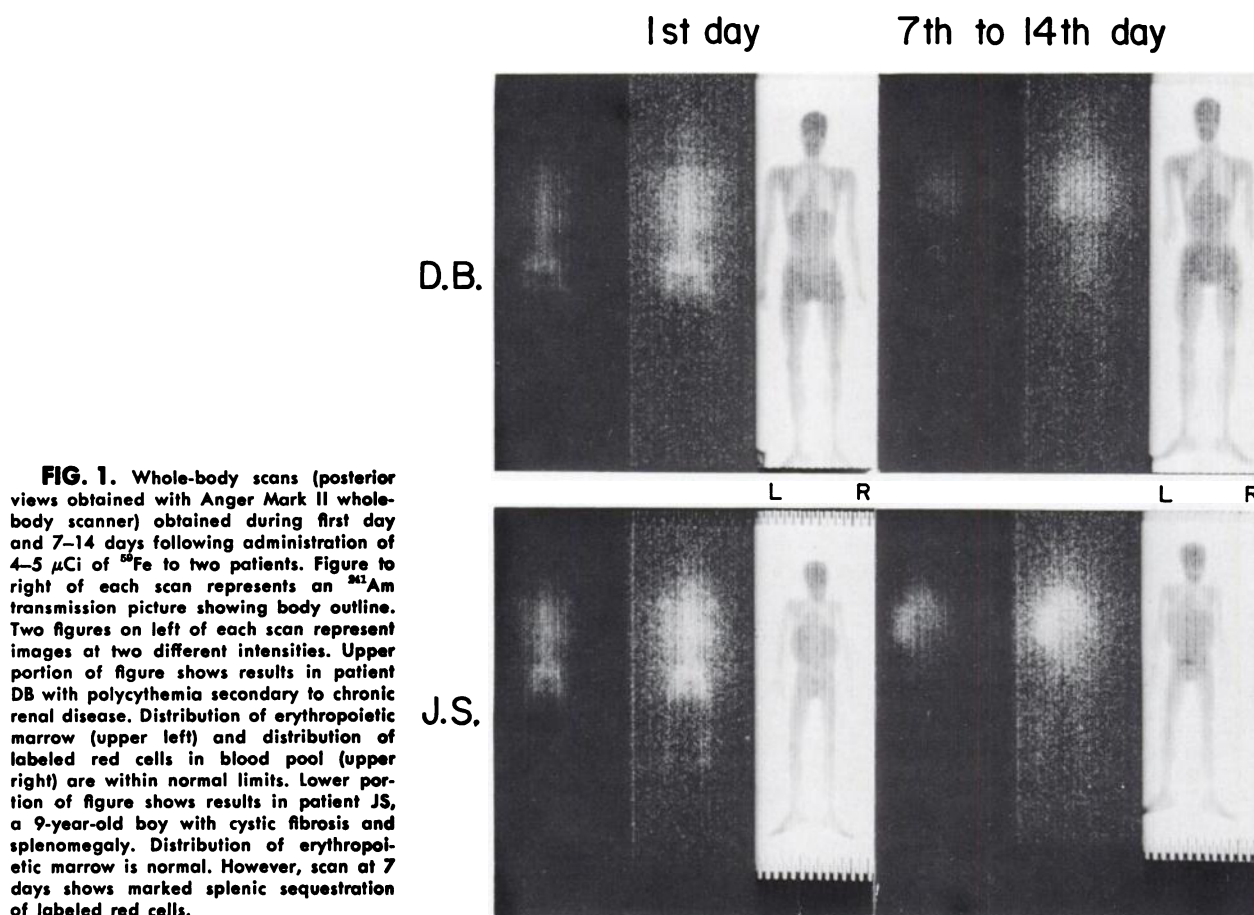 1st day 7th to 14th day
D.B.
L R L R
J.S.
FIG. 1. Whole-body scans (posterior
views obtained with Anger Mark II whole-
body scanner) obtained during first day
and 7–14 days following administration of
4–5 μCi of ⁵⁹Fe to two patients. Figure to
right of each scan represents an ²⁴¹Am
transmission picture showing body outline.
Two figures on left of each scan represent
images at two different intensities. Upper
portion of figure shows results in patient
DB with polycythemia secondary to chronic
renal disease. Distribution of erythropoietic
marrow (upper left) and distribution of
labeled red cells in blood pool (upper
right) are within normal limits. Lower por-
tion of figure shows results in patient JS,
a 9-year-old boy with cystic fibrosis and
splenomegaly. Distribution of erythropoi-
etic marrow is normal. However, scan at 7
days shows marked splenic sequestration
of labeled red cells.